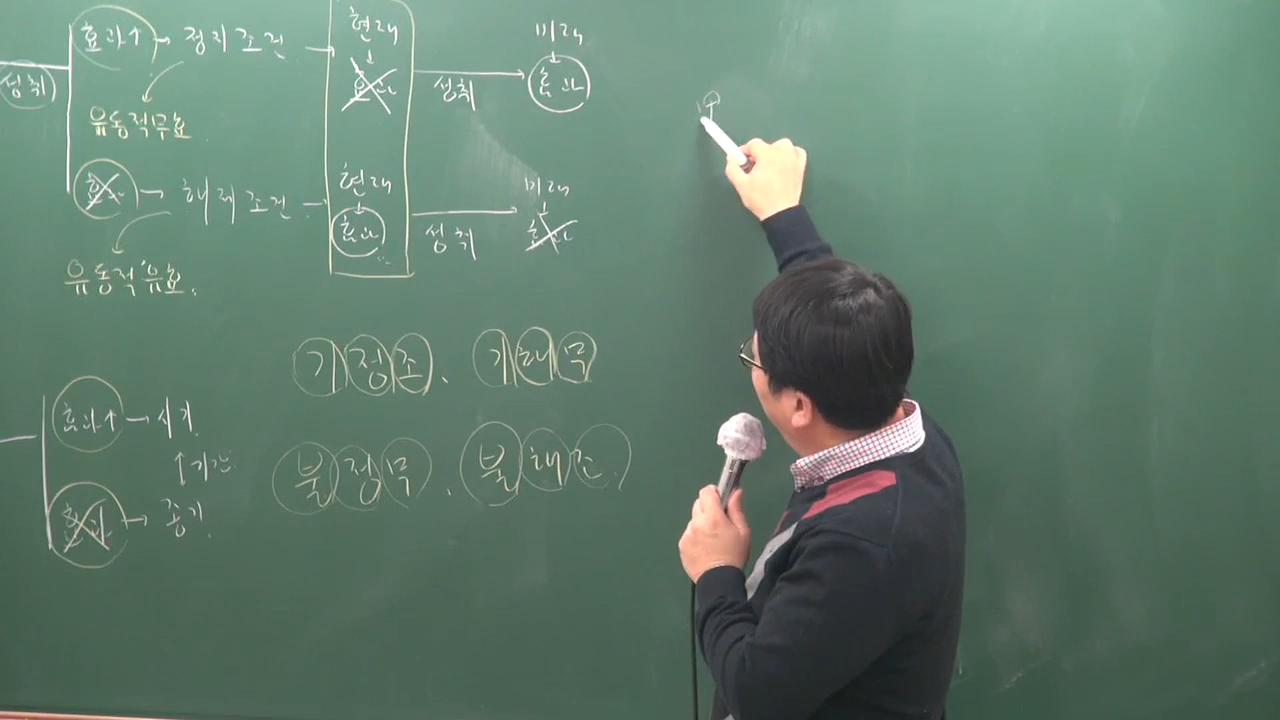 성취
효과↑ → 정지조건 →
유동적무효
효과 → 해제조건 →
유동적유효.
현재
↓
효과
성취
미래
↓
효과
현재
↓
효과
성취
미래
↓
효과
효과↑ → 시기
↑기간
효과 → 종기
기정조、기해무
불정무、불해조